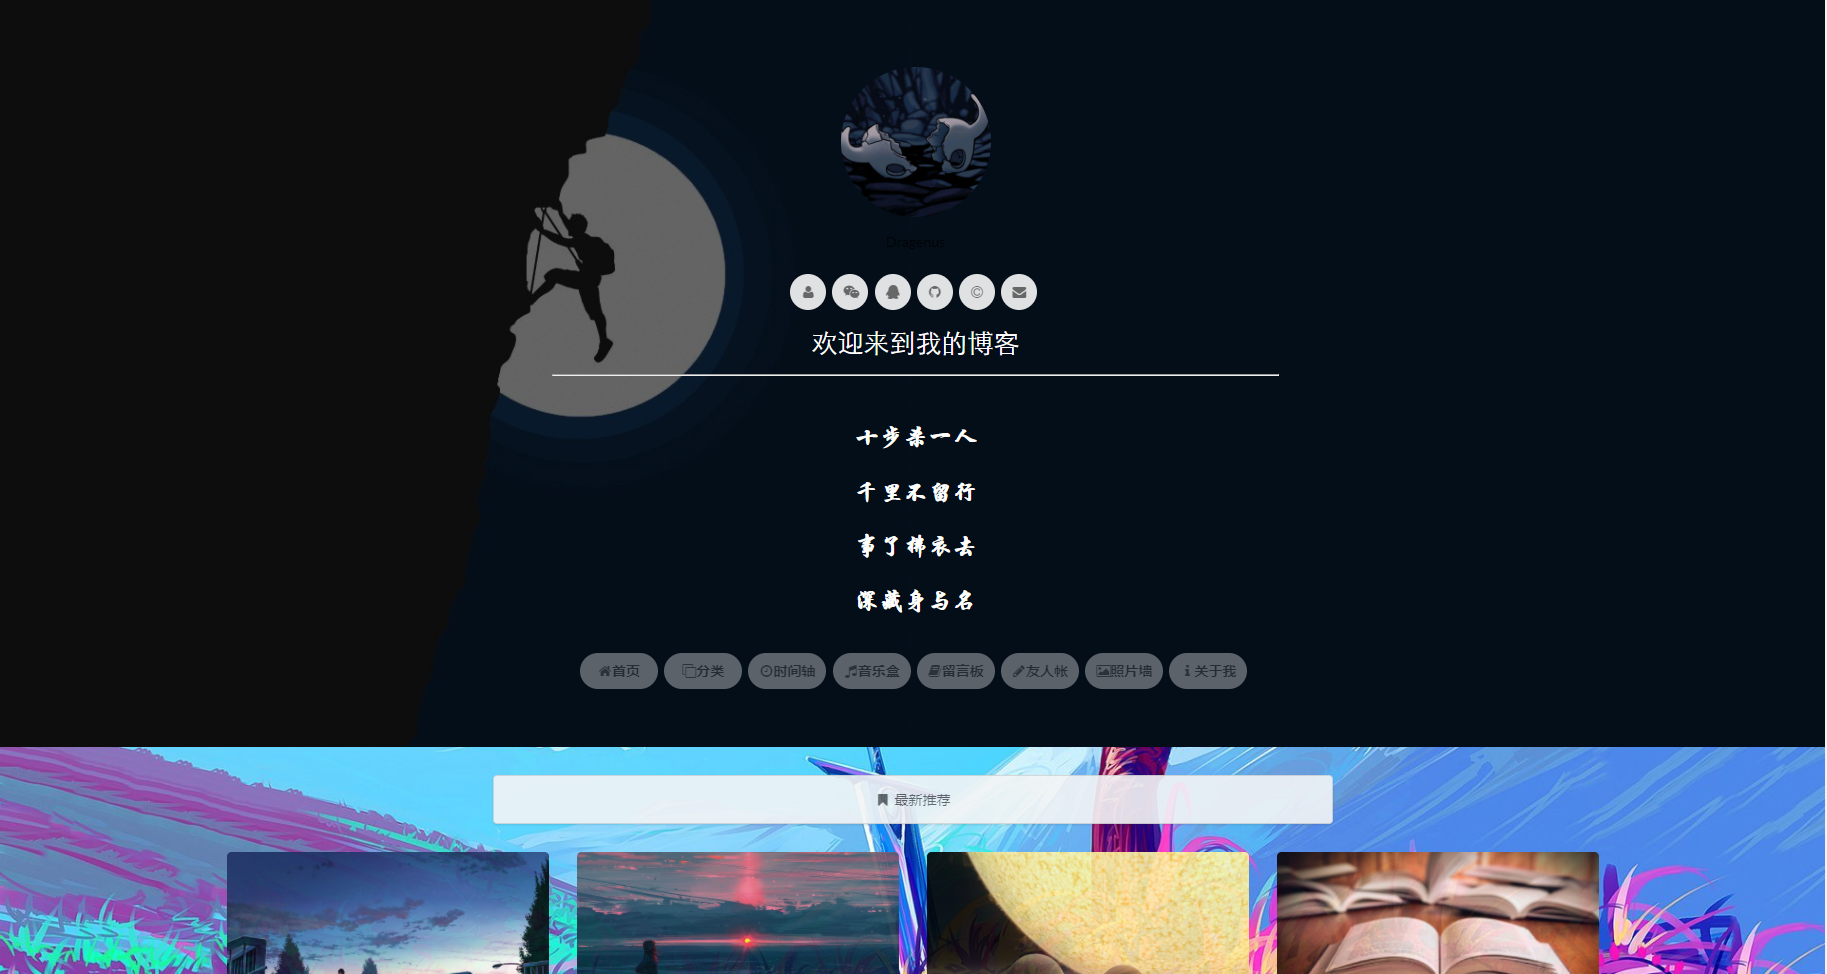 Dragenus
欢迎来到我的博客
十步杀一人
千里不留行
事了拂衣去
深藏身与名
首页 分类 时间轴 音乐盒 留言板 友人帐 照片墙 关于我
最新推荐